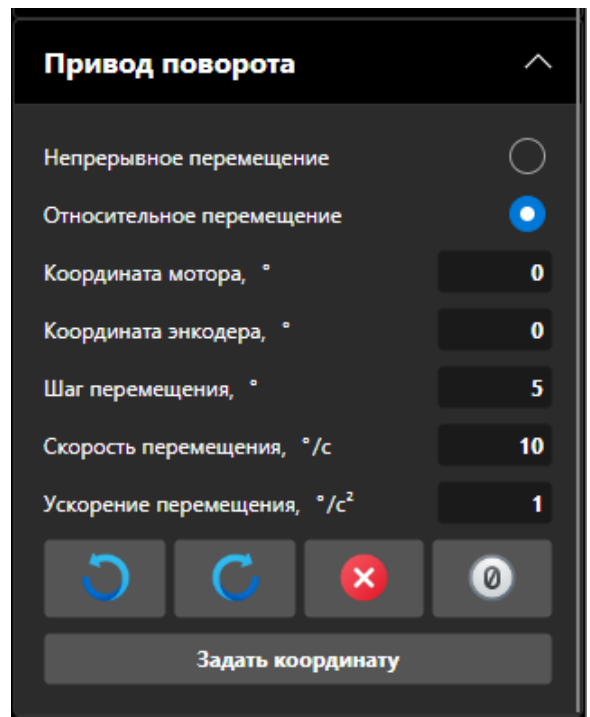 Привод поворота
Непрерывное перемещение
Относительное перемещение
Координата мотора, ° 0
Координата энкодера, ° 0
Шаг перемещения, ° 5
Скорость перемещения, °/с 10
Ускорение перемещения, °/с² 1
0
Задать координату